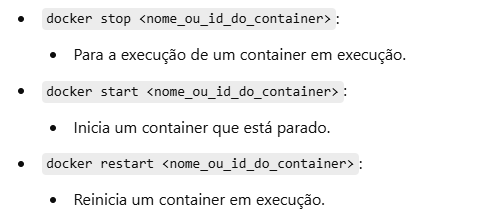 • docker stop <nome_ou_id_do_container>:
• Para a execução de um container em execução.
• docker start <nome_ou_id_do_container>:
• Inicia um container que está parado.
• docker restart <nome_ou_id_do_container>:
• Reinicia um container em execução.